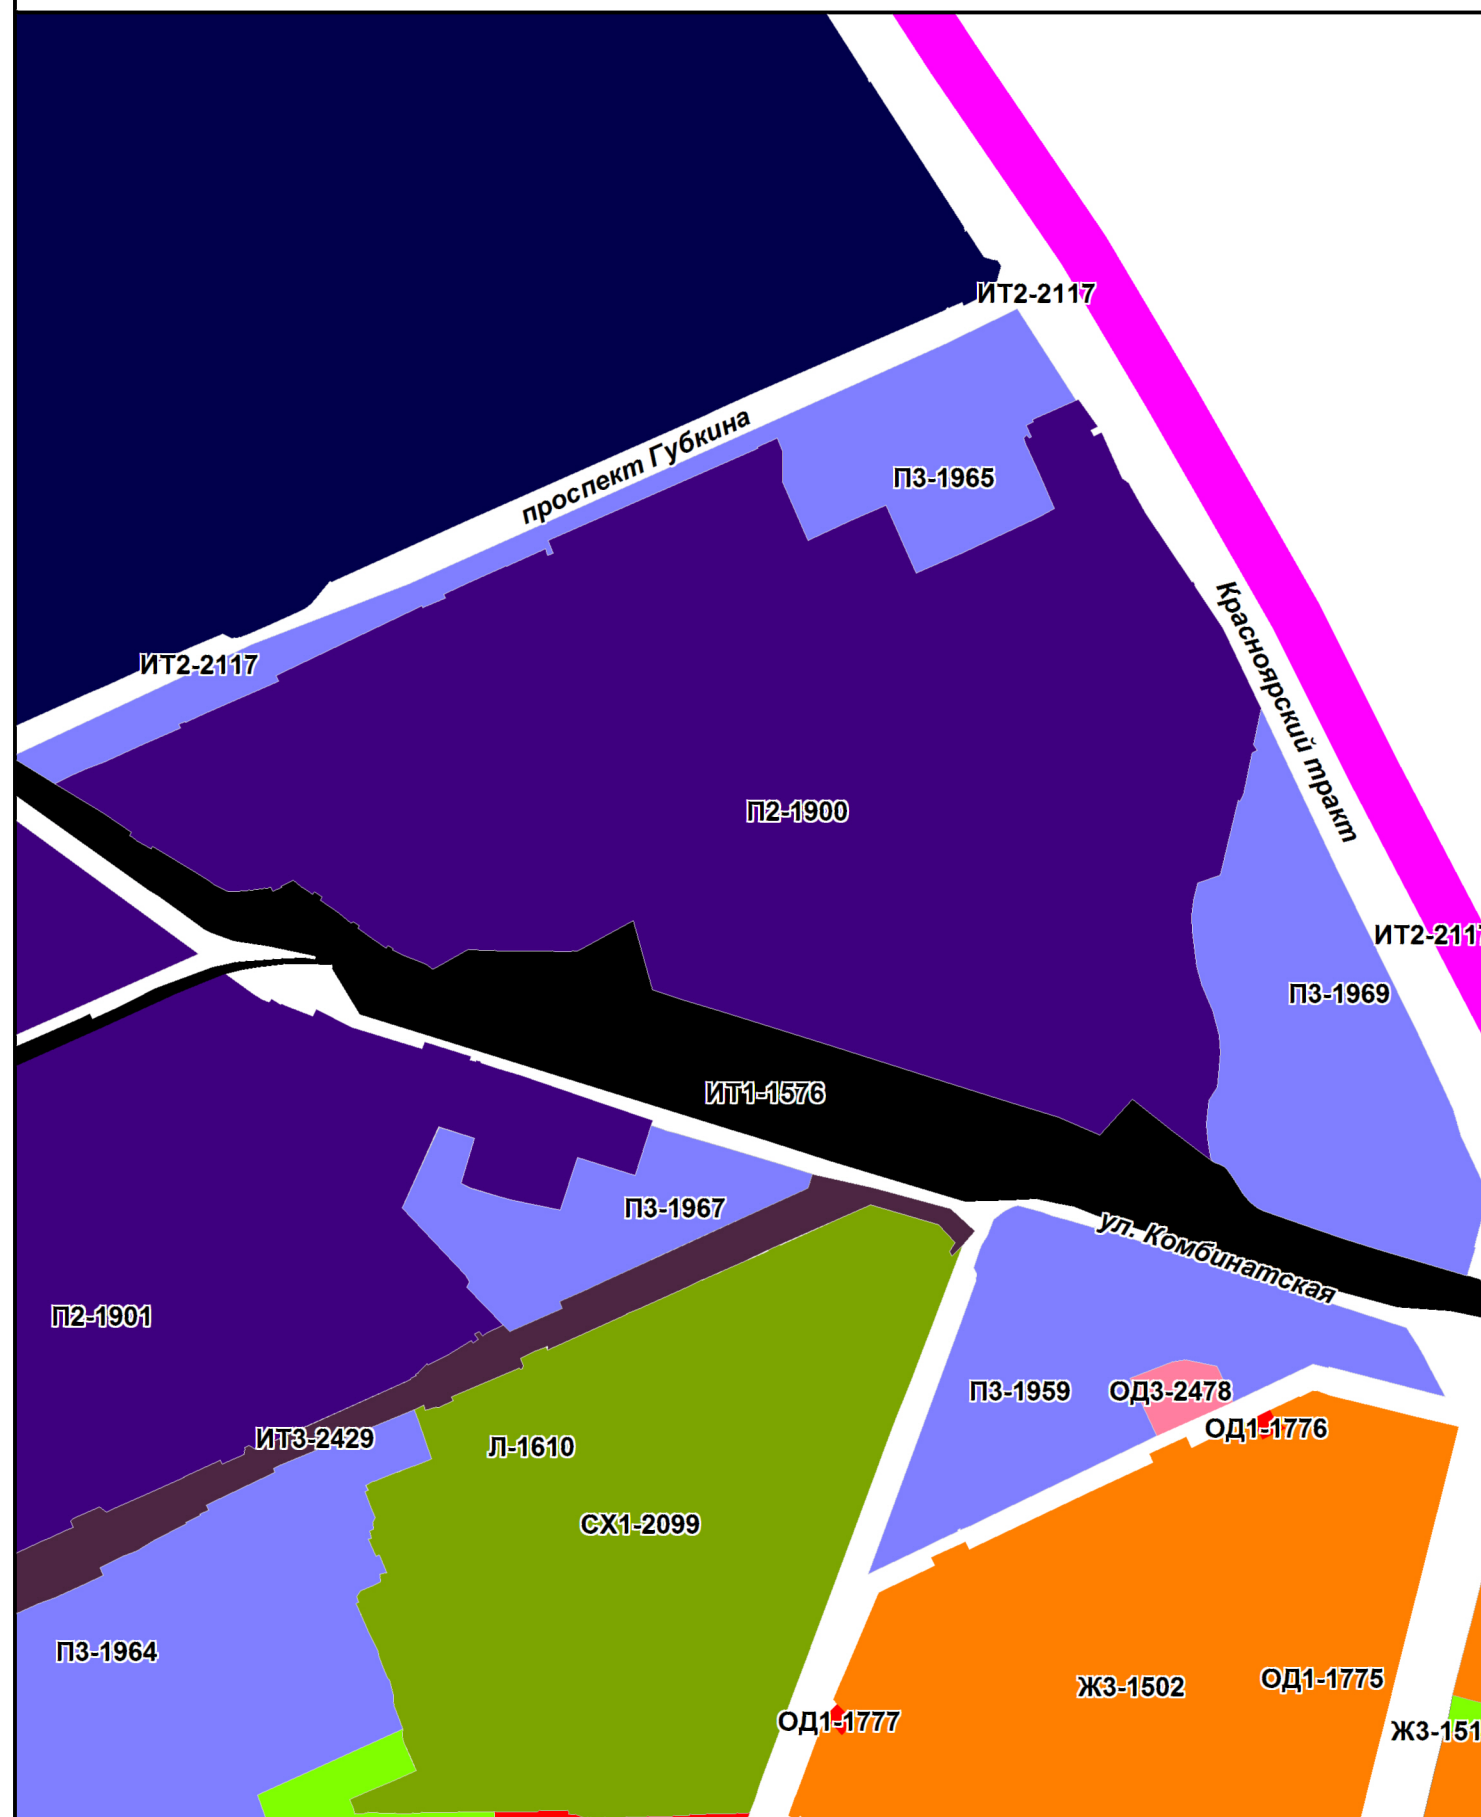 ИТ2-2117
проспект Губкина
П3-1965
Красноярский тракт
ИТ2-2117
П2-1900
ИТ2-2117
П3-1969
ИТ1-1576
П3-1967
ул. Комбинатская
П2-1901
П3-1959
ОД3-2478
ОД1-1776
ИТ3-2429
Л-1610
СХ1-2099
П3-1964
Ж3-1502
ОД1-1775
ОД1-1777
Ж3-151